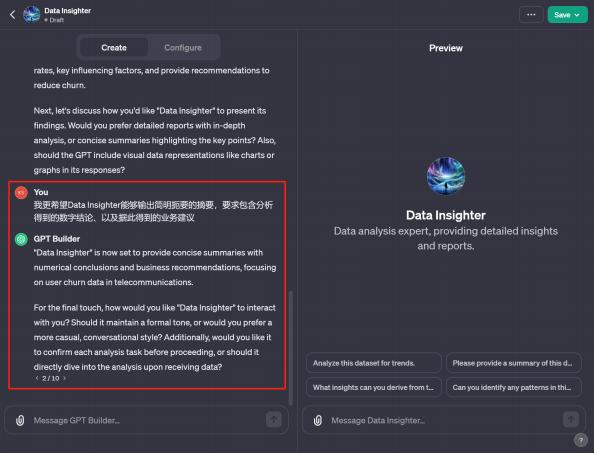 Data Insighter
Draft
...
Save
Create
Configure
rates, key influencing factors, and provide recommendations to
reduce churn.
Next, let's discuss how you'd like "Data Insighter" to present its
findings. Would you prefer detailed reports with in-depth
analysis, or concise summaries highlighting the key points? Also,
should the GPT include visual data representations like charts or
graphs in its responses?
You
我更希望Data Insighter能够输出简明扼要的摘要，要求包含分析
得到的数字结论、以及据此得到的业务建议
GPT Builder
"Data Insighter" is now set to provide concise summaries with
numerical conclusions and business recommendations, focusing
on user churn data in telecommunications.
For the final touch, how would you like "Data Insighter" to interact
with you? Should it maintain a formal tone, or would you prefer a
more casual, conversational style? Additionally, would you like it
to confirm each analysis task before proceeding, or should it
directly dive into the analysis upon receiving data?
2 / 10
Message GPT Builder...
Preview
Data Insighter
Data analysis expert, providing detailed insights
and reports.
Analyze this dataset for trends.
Please provide a summary of this d...
What insights can you derive from t...
Can you identify any patterns in thi...
Message Data Insighter...
?